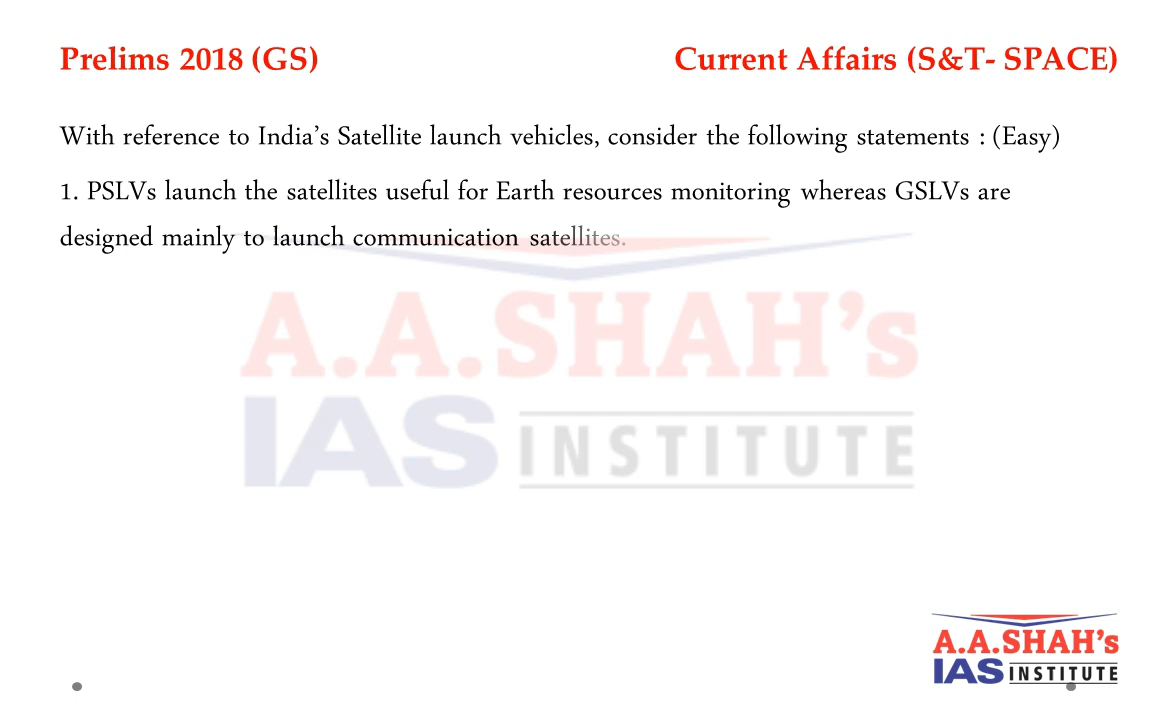 Prelims 2018 (GS) Current Affairs (S&T- SPACE)
With reference to India’s Satellite launch vehicles, consider the following statements : (Easy)
1. PSLVs launch the satellites useful for Earth resources monitoring whereas GSLVs are
designed mainly to launch communication satellites.
A.A.SHAH’s
IAS INSTITUTE
A.A.SHAH’s
IAS INSTITUTE